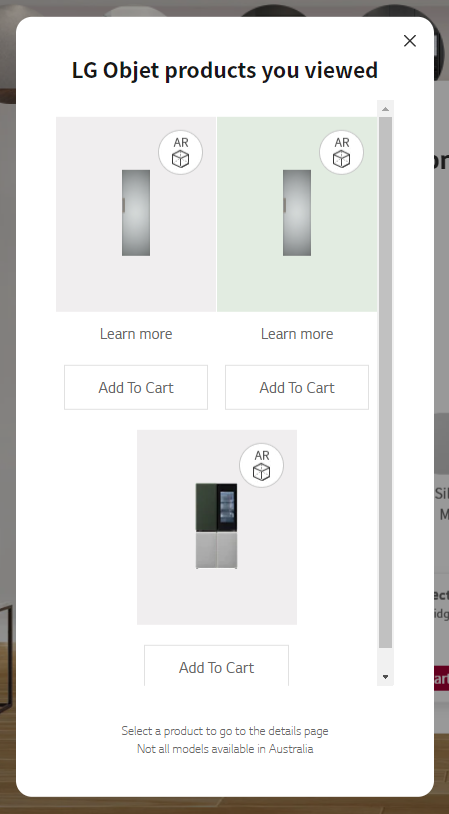 LG Objet products you viewed
AR
AR
Learn more
Learn more
Add To Cart
Add To Cart
AR
Add To Cart
Select a product to go to the details page
Not all models available in Australia